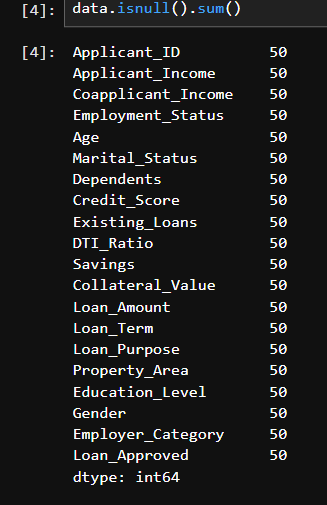 [4]: data.isnull().sum()
[4]: Applicant_ID 50
Applicant_Income 50
Coapplicant_Income 50
Employment_Status 50
Age 50
Marital_Status 50
Dependents 50
Credit_Score 50
Existing_Loans 50
DTI_Ratio 50
Savings 50
Collateral_Value 50
Loan_Amount 50
Loan_Term 50
Loan_Purpose 50
Property_Area 50
Education_Level 50
Gender 50
Employer_Category 50
Loan_Approved 50
dtype: int64